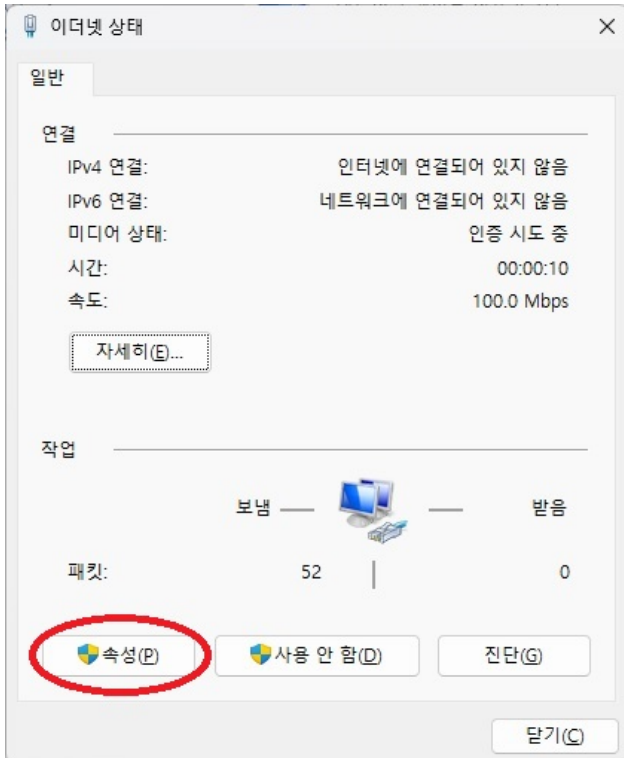 이더넷 상태
일반
연결
IPv4 연결: 인터넷에 연결되어 있지 않음
IPv6 연결: 네트워크에 연결되어 있지 않음
미디어 상태: 인증 시도 중
시간: 00:00:10
속도: 100.0 Mbps
자세히(E)...
작업
보냄 받음
패킷: 52 0
속성(P) 사용 안 함(D) 진단(G)
닫기(C)